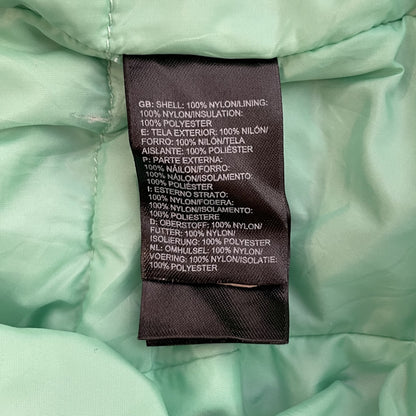 GB: SHELL: 100% NYLON/LINING:
100% NYLON/INSULATION:
100% POLYESTER
E: TELA EXTERIOR: 100% NILÓN/
FORRO: 100% NILÓN/TELA
AISLANTE: 100% POLIÉSTER
P: PARTE EXTERNA:
100% NÁILON/FORRO:
100% NÁILON/ISOLAMENTO:
100% POLIÉSTER
I: ESTERNO STRATO:
100% NYLON/FODERA:
100% NYLON/ISOLAMENTO:
100% POLIESTERE
D: OBERSTOFF: 100% NYLON/
FUTTER: 100% NYLON/
ISOLIERUNG: 100% POLYESTER
NL: OMHULSEL: 100% NYLON/
VOERING: 100% NYLON/ISOLATIE:
100% POLYESTER